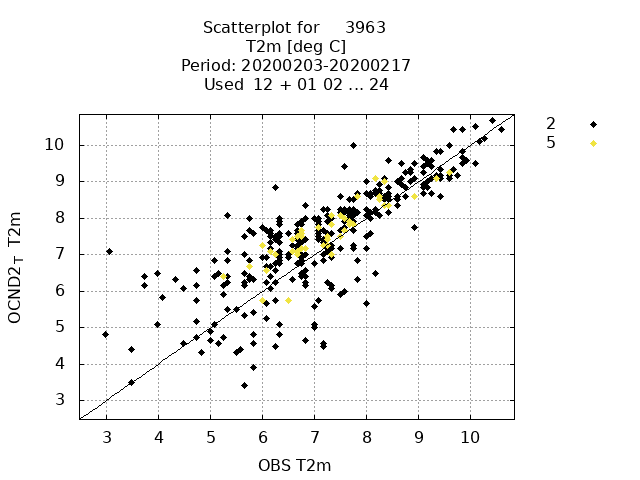 Scatterplot for 3963
T2m [deg C]
Period: 20200203-20200217
Used 12 + 01 02 ... 24
2
5
10
9
8
7
6
5
4
3
OCND2T T2m
3 4 5 6 7 8 9 10
OBS T2m